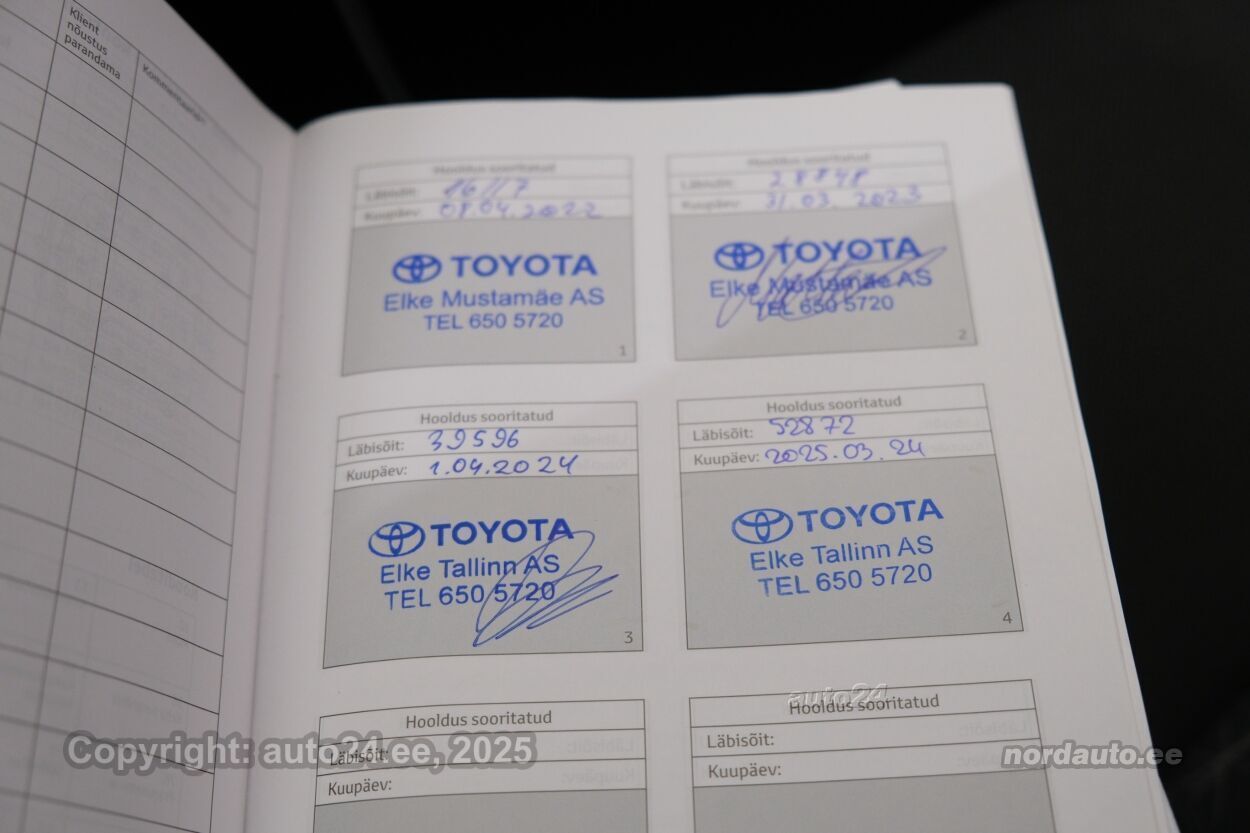 Klient
nõustus
parandama
Kommentaarid*
Hooldus sooritatud
Läbisõit: 16117
Kuupäev: 08.04.2022
TOYOTA
Elke Mustamäe AS
TEL 650 5720
1
Hooldus sooritatud
Läbisõit: 28848
Kuupäev: 31.03.2023
TOYOTA
Elke Mustamäe AS
TEL 650 5720
2
Hooldus sooritatud
Läbisõit: 39596
Kuupäev: 1.04.2024
TOYOTA
Elke Tallinn AS
TEL 650 5720
3
Hooldus sooritatud
Läbisõit: 52872
Kuupäev: 2025.03.24
TOYOTA
Elke Tallinn AS
TEL 650 5720
4
Hooldus sooritatud
Läbisõit:
Kuupäev:
auto24
Hooldus sooritatud
Läbisõit:
Kuupäev:
Copyright: auto24.ee, 2025
nordauto.ee